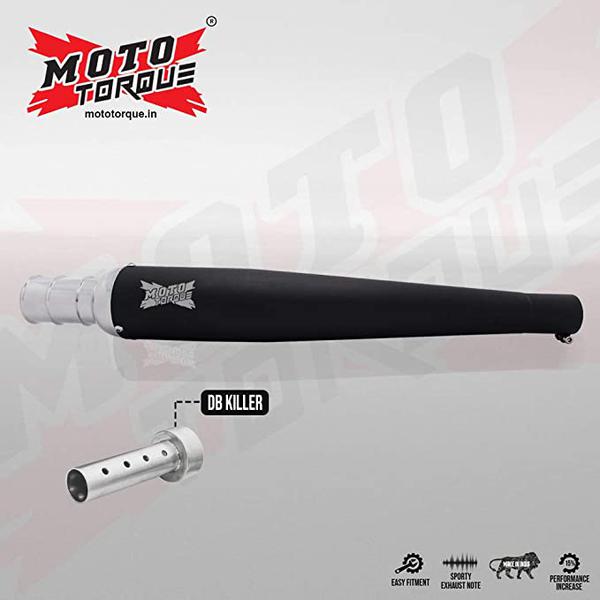 MOTO
TORQUE
®
mototorque.in
MOTO
TORQUE
MOTO
TORQUE
DB KILLER
EASY FITMENT
SPORTY
EXHAUST NOTE
MAKE IN INDIA
15%
PERFORMANCE
INCREASE